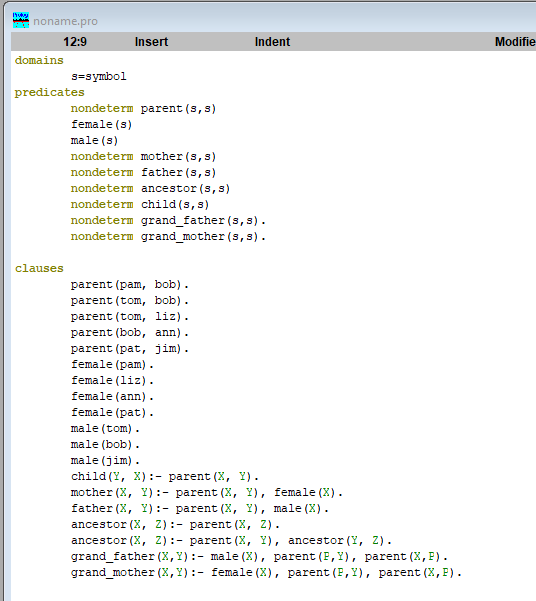 noname.pro
12:9 Insert Indent Modifie
domains
s=symbol
predicates
nondeterm parent(s,s)
female(s)
male(s)
nondeterm mother(s,s)
nondeterm father(s,s)
nondeterm ancestor(s,s)
nondeterm child(s,s)
nondeterm grand_father(s,s).
nondeterm grand_mother(s,s).
clauses
parent(pam, bob).
parent(tom, bob).
parent(tom, liz).
parent(bob, ann).
parent(pat, jim).
female(pam).
female(liz).
female(ann).
female(pat).
male(tom).
male(bob).
male(jim).
child(Y, X):- parent(X, Y).
mother(X, Y):- parent(X, Y), female(X).
father(X, Y):- parent(X, Y), male(X).
ancestor(X, Z):- parent(X, Z).
ancestor(X, Z):- parent(X, Y), ancestor(Y, Z).
grand_father(X,Y):- male(X), parent(P,Y), parent(X,P).
grand_mother(X,Y):- female(X), parent(P,Y), parent(X,P).